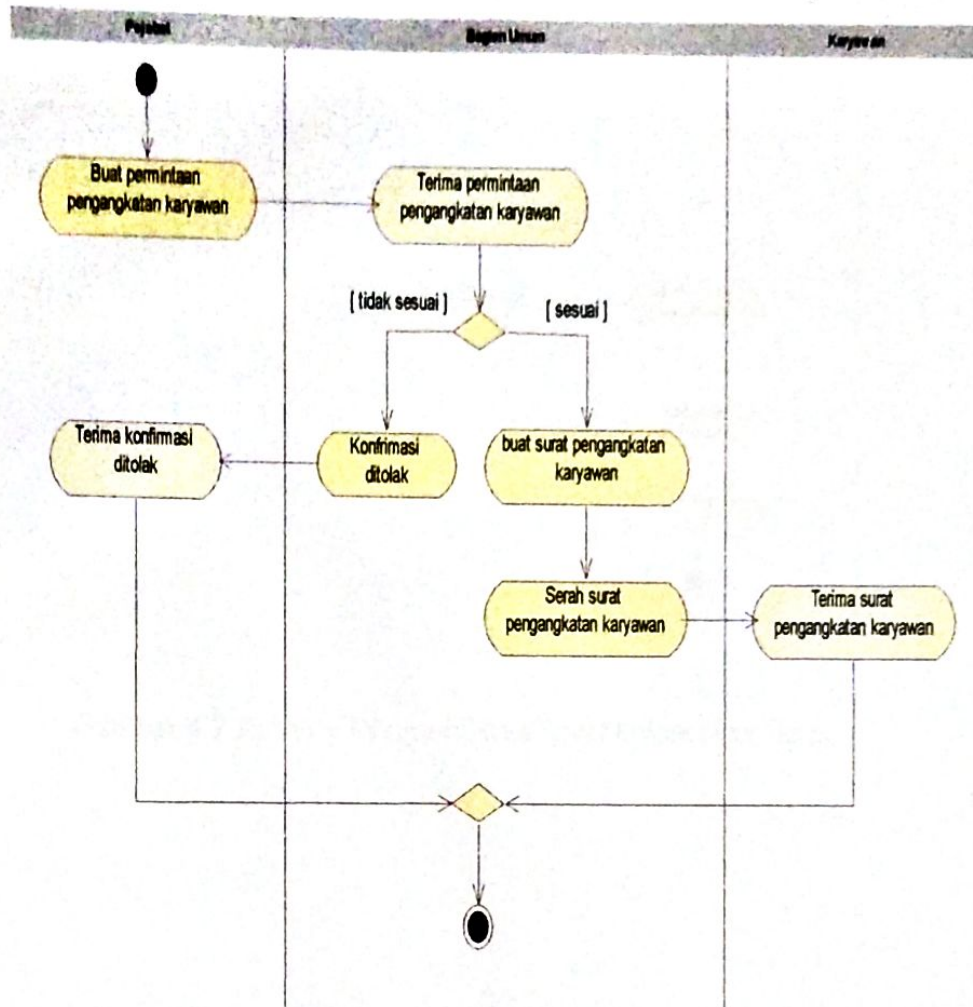 Pejabat
Bagian Umum
Karyawan
Buat permintaan
pengangkatan karyawan
Terima permintaan
pengangkatan karyawan
[ tidak sesuai ]
[ sesuai ]
Terima konfirmasi
ditolak
Konfrimasi
ditolak
buat surat pengangkatan
karyawan
Serah surat
pengangkatan karyawan
Terima surat
pengangkatan karyawan